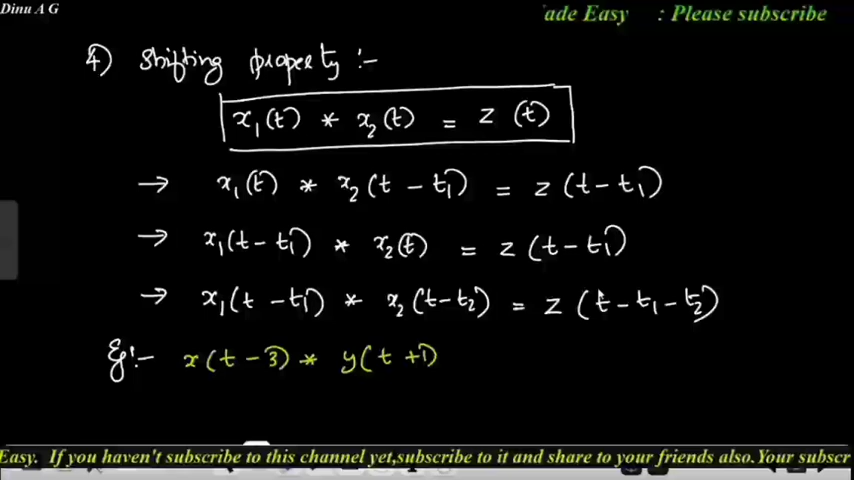 Dinu A G
ade Easy : Please subscribe
4) Shifting property :-
x₁(t) * x₂(t) = z(t)
→ x₁(t) * x₂(t - t₁) = z(t - t₁)
→ x₁(t - t₁) * x₂(t) = z(t - t₁)
→ x₁(t - t₁) * x₂(t - t₂) = z(t - t₁ - t₂)
Eg:- x(t - 3) * y(t + 1)
Easy. If you haven't subscribe to this channel yet,subscribe to it and share to your friends also.Your subscr